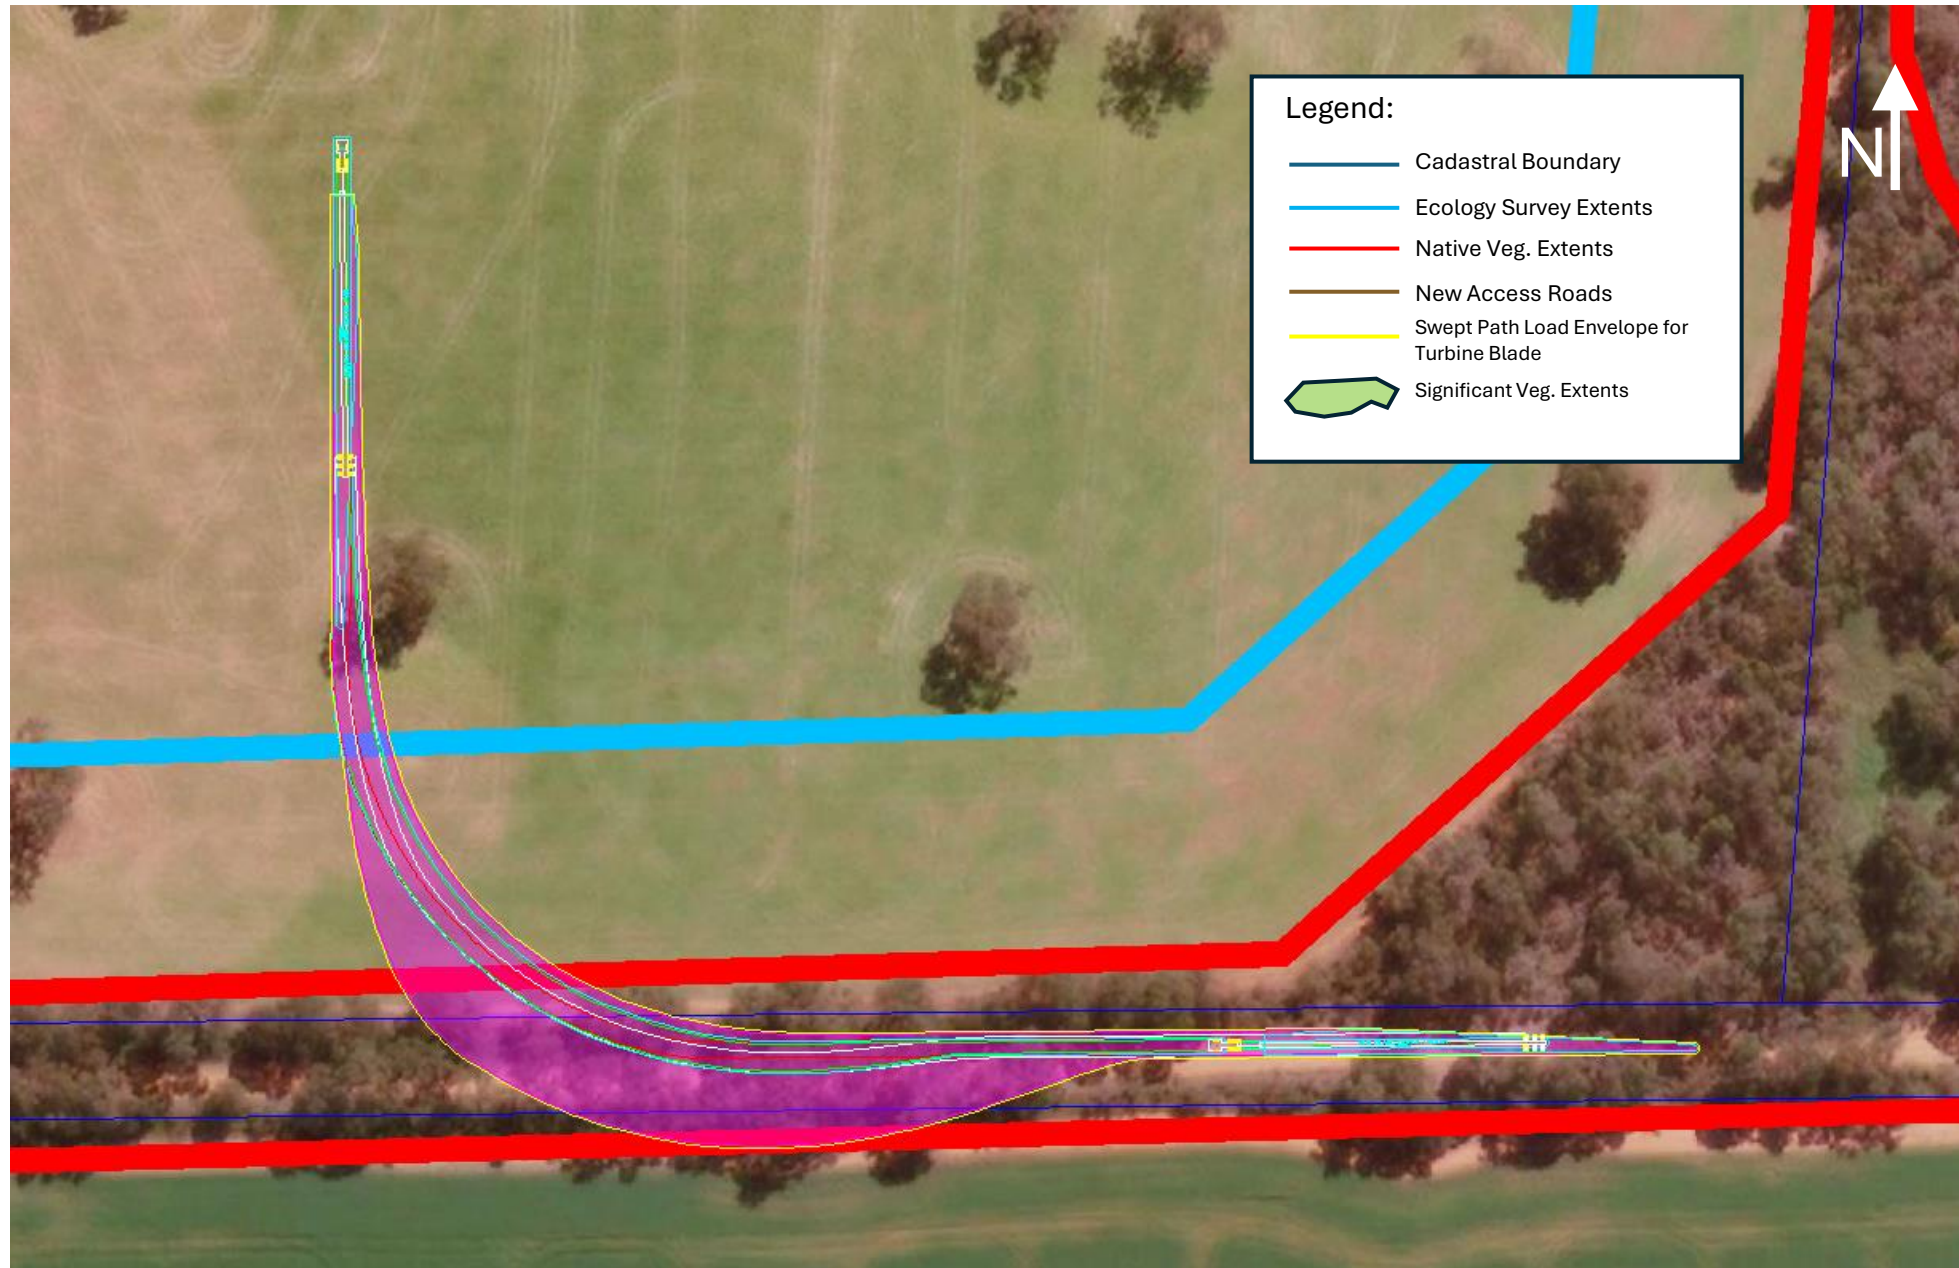 Legend:
Cadastral Boundary
Ecology Survey Extents
Native Veg. Extents
New Access Roads
Swept Path Load Envelope for
Turbine Blade
Significant Veg. Extents
N